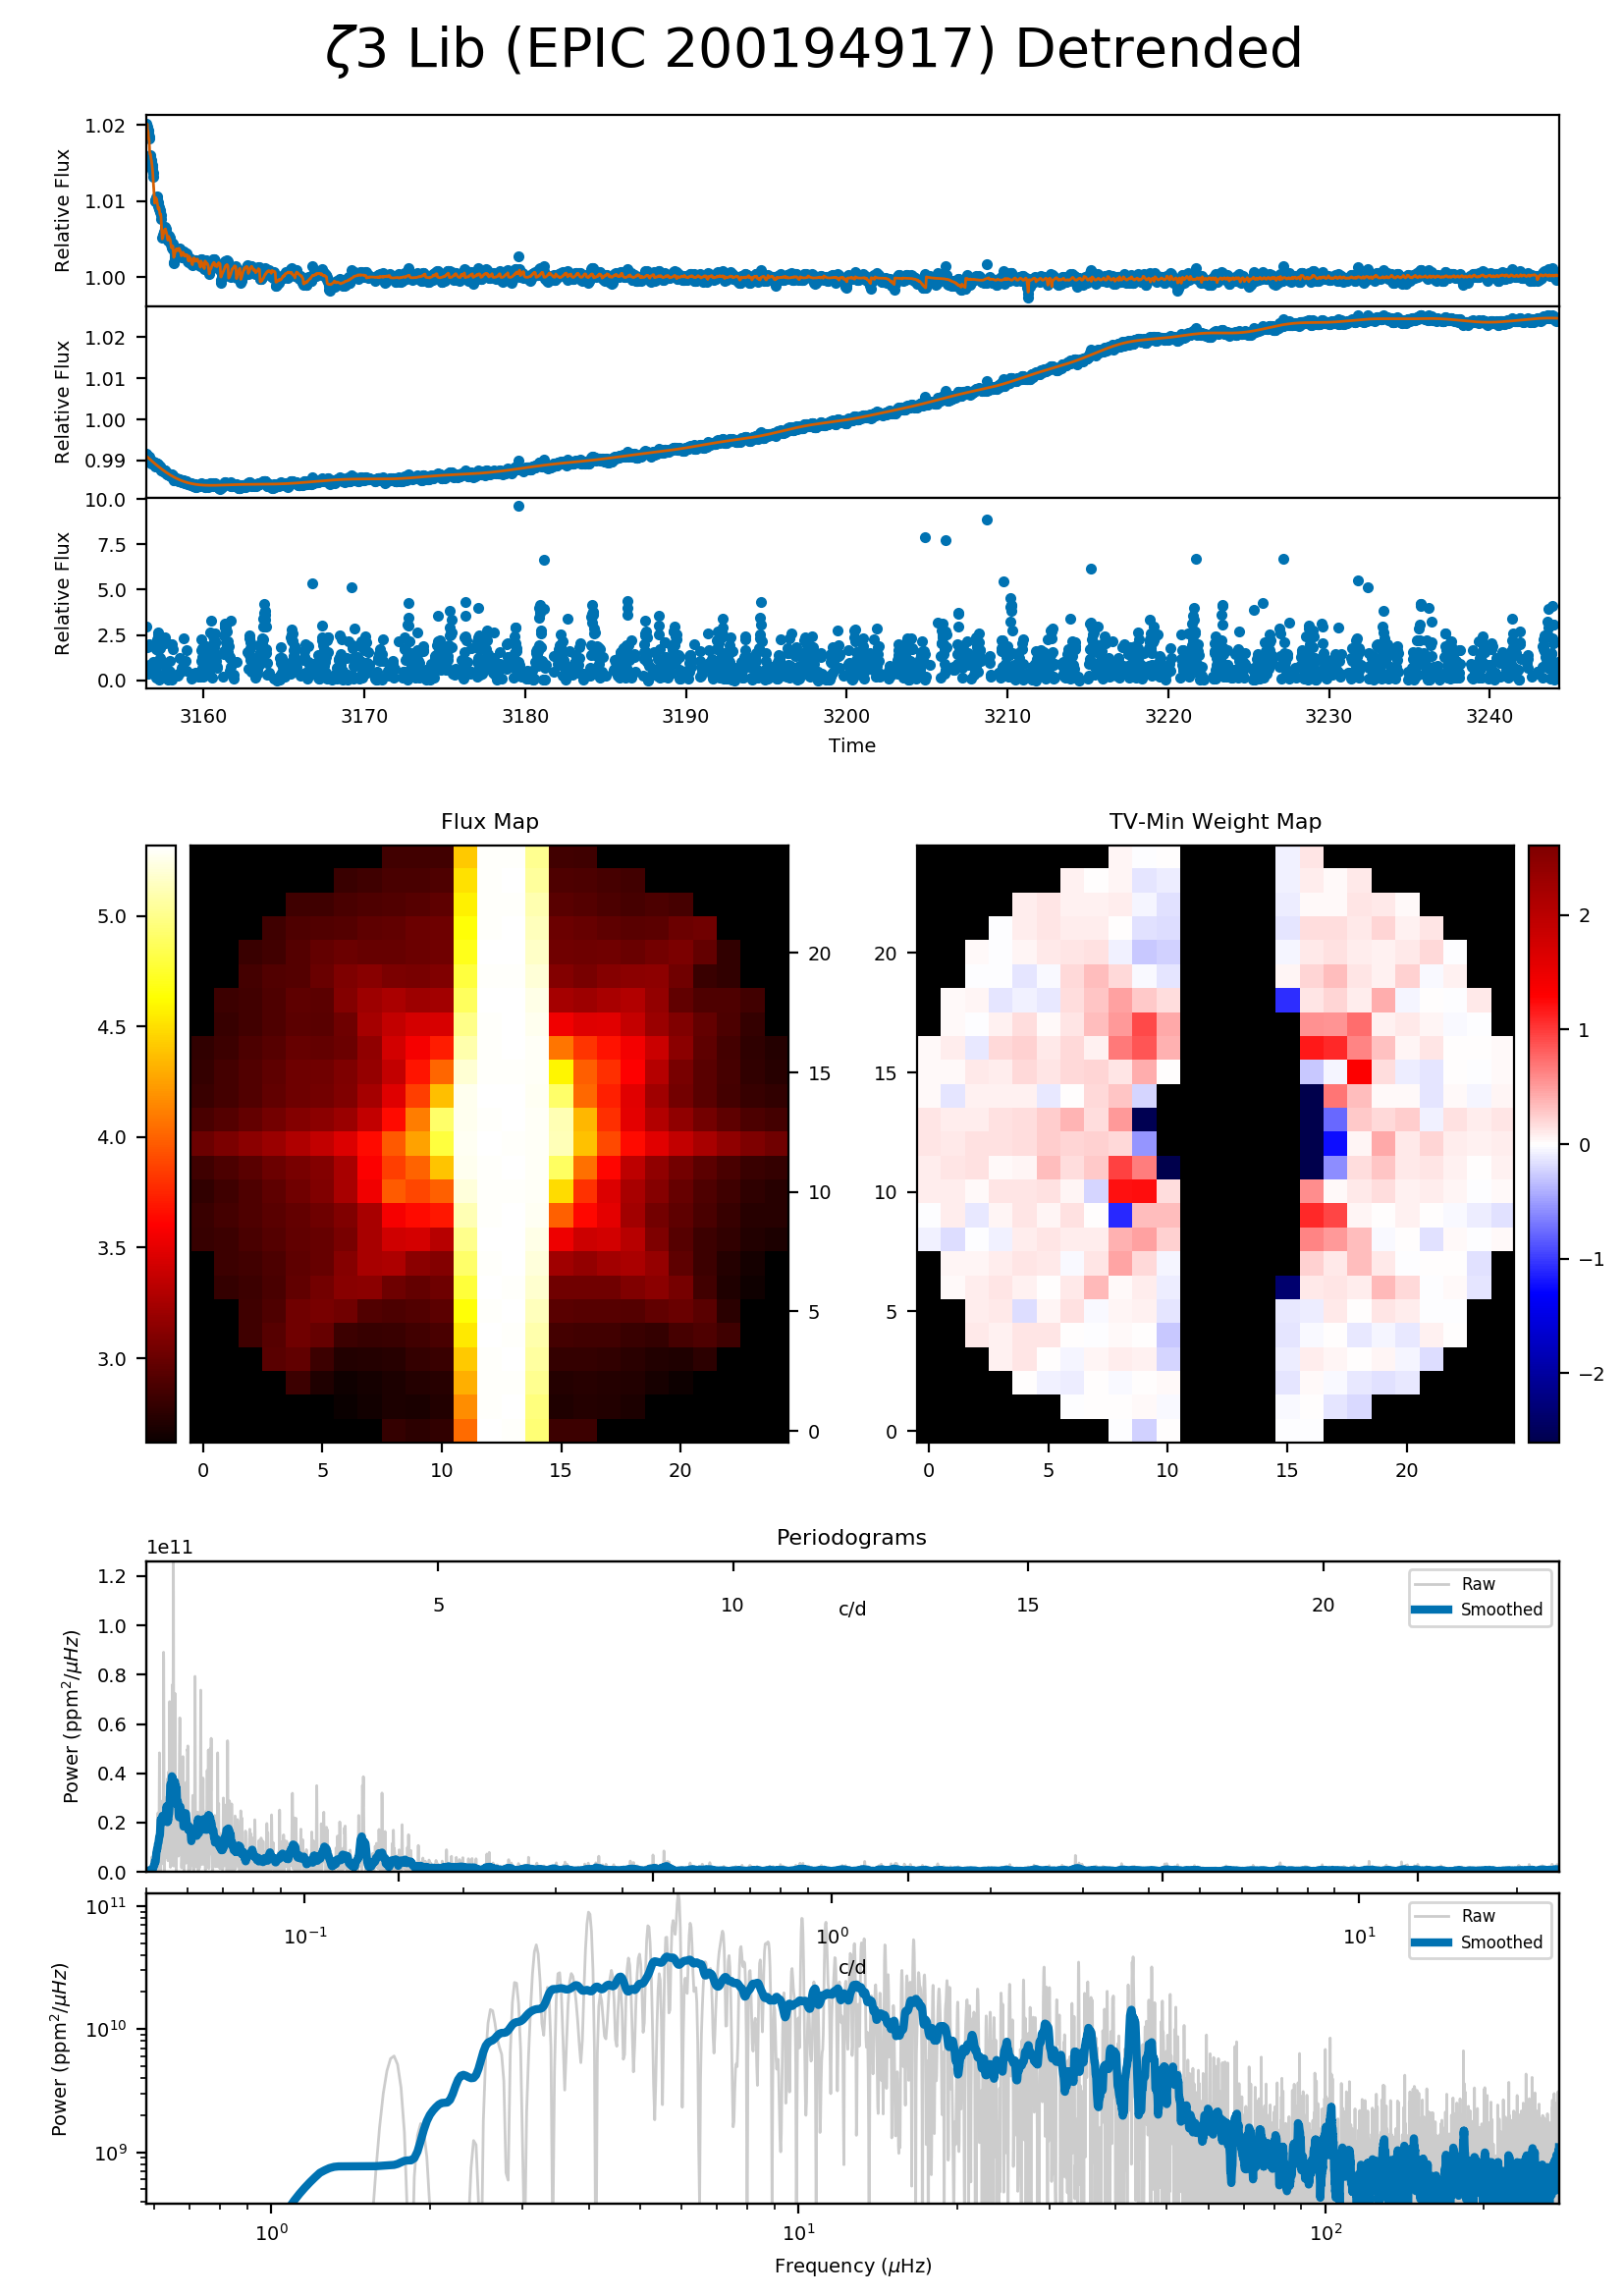 ζ3 Lib (EPIC 200194917) Detrended
1.02
1.01
1.00
Relative Flux
1.02
1.01
1.00
0.99
Relative Flux
10.0
7.5
5.0
2.5
0.0
Relative Flux
3160 3170 3180 3190 3200 3210 3220 3230 3240
Time
Flux Map
TV-Min Weight Map
5.0
4.5
4.0
3.5
3.0
20
15
10
5
0
0 5 10 15 20
20
15
10
5
0
0 5 10 15 20
2
1
0
−1
−2
Periodograms
1e11
1.2
1.0
0.8
0.6
0.4
0.2
0.0
Power (ppm²/μHz)
5 10 15 20
c/d
Raw
Smoothed
10¹¹
10¹⁰
10⁹
Power (ppm²/μHz)
10⁻¹ 10⁰ 10¹
c/d
Raw
Smoothed
10⁰ 10¹ 10²
Frequency (μHz)